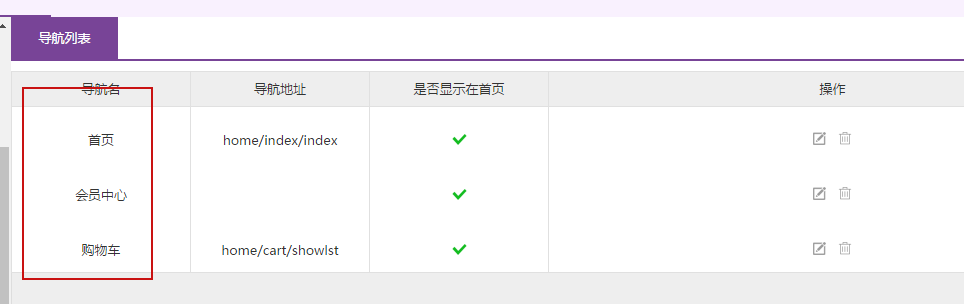 导航列表
导航名 导航地址 是否显示在首页 操作
首页 home/index/index
会员中心
购物车 home/cart/showlst